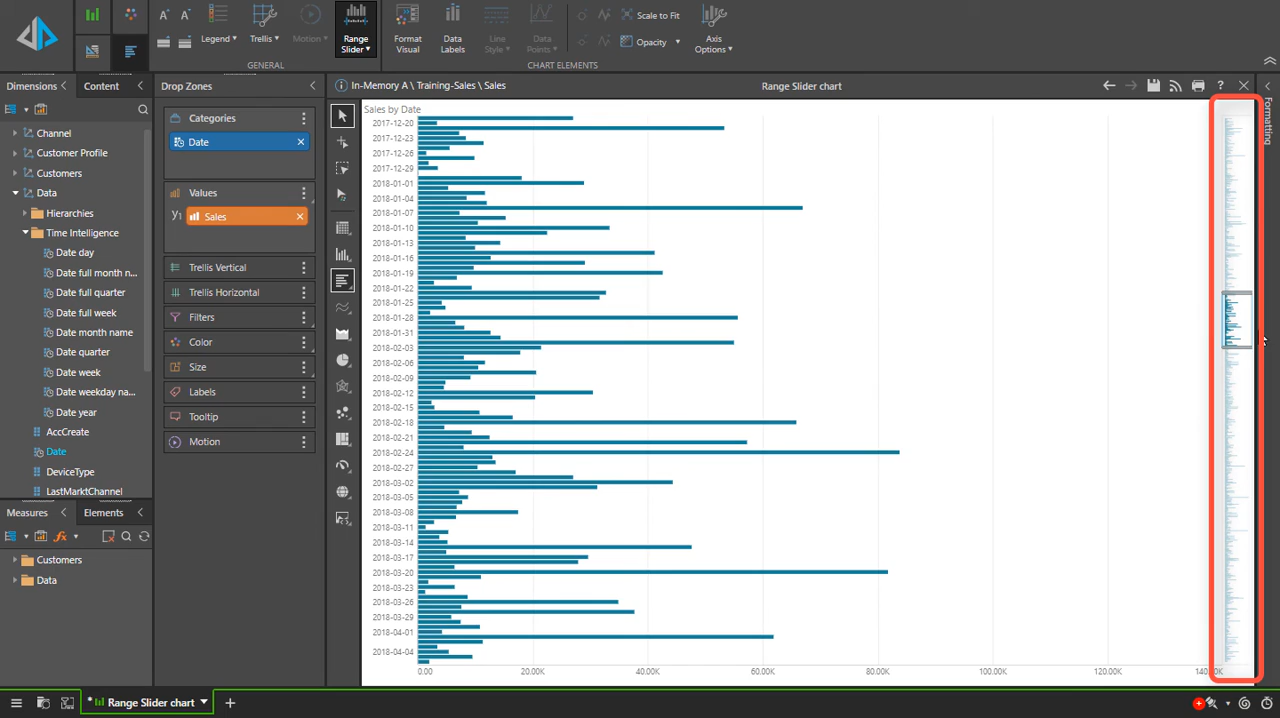 Legend
Trellis
Motion
Range
Slider
Format
Visual
Data
Labels
Line
Style
Data
Points
Scale to Fit
Opacity
Axis
Options
GENERAL
CHART ELEMENTS
Dimensions
Content
Drop Zones
In-Memory A \ Training-Sales \ Sales
Range Slider chart
Formatting
Channel
Customer Profile
Customers
Data
Hierarchies
Time Intelligence
Date day
Date full month n...
Date full quarter
Date full week
Date month name
Date quarter
Date week
Date week day na...
Date year
AccCreate
Date
DeviceType
LastMarktChannel
Measures
Elements
Customers
Data
Categories
Date
Values
Y1 Sales
Trellis Vertical
Trellis Horizontal
Filters
Color
Size
Labels
Tooltip
Motion
Sales by Date
2017-12-20
2017-12-23
2017-12-26
2017-12-29
2018-01-01
2018-01-04
2018-01-07
2018-01-10
2018-01-13
2018-01-16
2018-01-19
2018-01-22
2018-01-25
2018-01-28
2018-01-31
2018-02-03
2018-02-06
2018-02-09
2018-02-12
2018-02-15
2018-02-18
2018-02-21
2018-02-24
2018-02-27
2018-03-02
2018-03-05
2018-03-08
2018-03-11
2018-03-14
2018-03-17
2018-03-20
2018-03-23
2018-03-26
2018-03-29
2018-04-01
2018-04-04
0.00 20.00K 40.00K 60.00K 80.00K 100.00K 120.00K 140.00K
* Range Slider chart